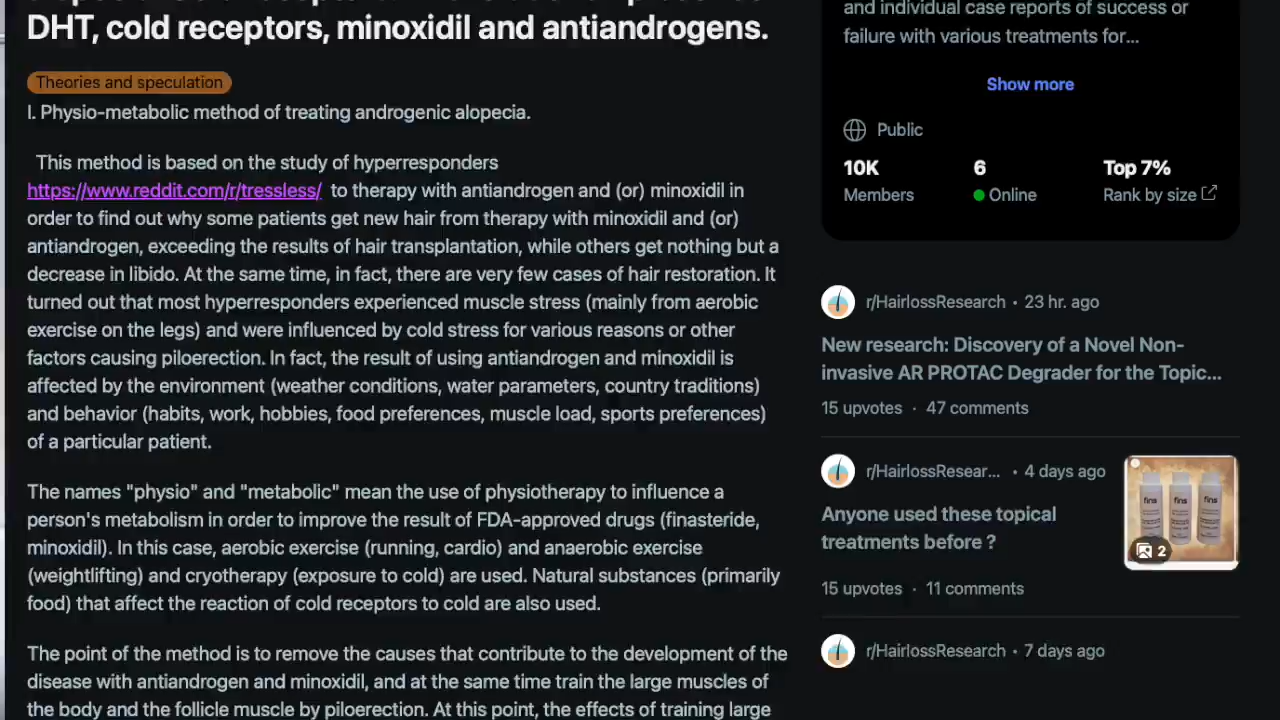 DHT, cold receptors, minoxidil and antiandrogens.
Theories and speculation
I. Physio-metabolic method of treating androgenic alopecia.
This method is based on the study of hyperresponders
https://www.reddit.com/r/tressless/ to therapy with antiandrogen and (or) minoxidil in
order to find out why some patients get new hair from therapy with minoxidil and (or)
antiandrogen, exceeding the results of hair transplantation, while others get nothing but a
decrease in libido. At the same time, in fact, there are very few cases of hair restoration. It
turned out that most hyperresponders experienced muscle stress (mainly from aerobic
exercise on the legs) and were influenced by cold stress for various reasons or other
factors causing piloerection. In fact, the result of using antiandrogen and minoxidil is
affected by the environment (weather conditions, water parameters, country traditions)
and behavior (habits, work, hobbies, food preferences, muscle load, sports preferences)
of a particular patient.
The names "physio" and "metabolic" mean the use of physiotherapy to influence a
person's metabolism in order to improve the result of FDA-approved drugs (finasteride,
minoxidil). In this case, aerobic exercise (running, cardio) and anaerobic exercise
(weightlifting) and cryotherapy (exposure to cold) are used. Natural substances (primarily
food) that affect the reaction of cold receptors to cold are also used.
The point of the method is to remove the causes that contribute to the development of the
disease with antiandrogen and minoxidil, and at the same time train the large muscles of
the body and the follicle muscle by piloerection. At this point, the effects of training large
and individual case reports of success or
failure with various treatments for...
Show more
Public
10K 6 Top 7%
Members Online Rank by size
r/HairlossResearch • 23 hr. ago
New research: Discovery of a Novel Non-
invasive AR PROTAC Degrader for the Topic...
15 upvotes · 47 comments
r/HairlossResear... • 4 days ago
Anyone used these topical
treatments before ?
fins fins fins
2
15 upvotes · 11 comments
r/HairlossResearch • 7 days ago